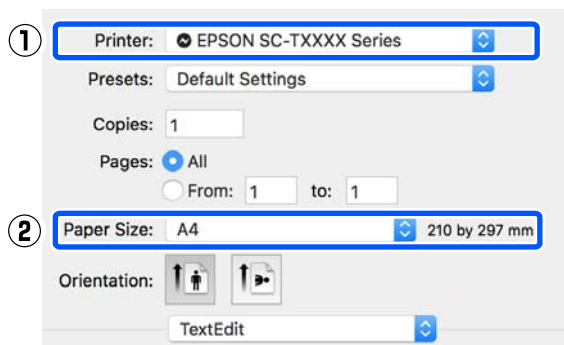 ① Printer: EPSON SC-TXXXX Series
Presets: Default Settings
Copies: 1
Pages: All
From: 1 to: 1
② Paper Size: A4 210 by 297 mm
Orientation:
TextEdit